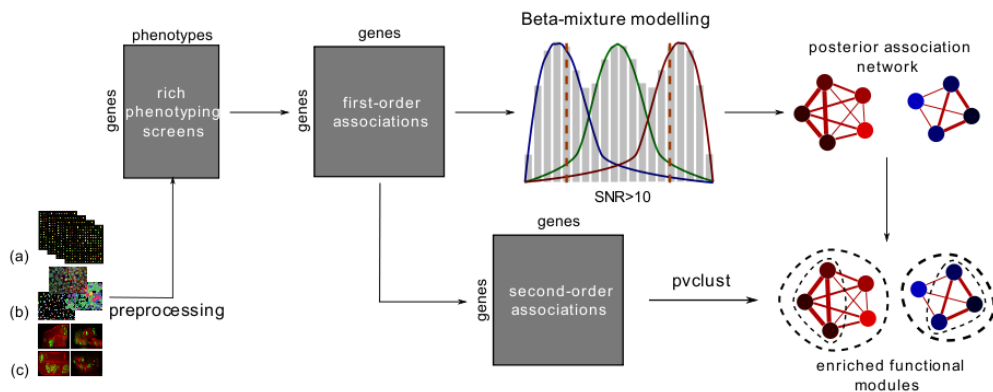 phenotypes
genes
rich
phenotyping
screens
genes
genes
first-order
associations
Beta-mixture modelling
SNR>10
posterior association
network
(a)
(b)
(c)
preprocessing
genes
genes
second-order
associations
pvclust
enriched functional
modules